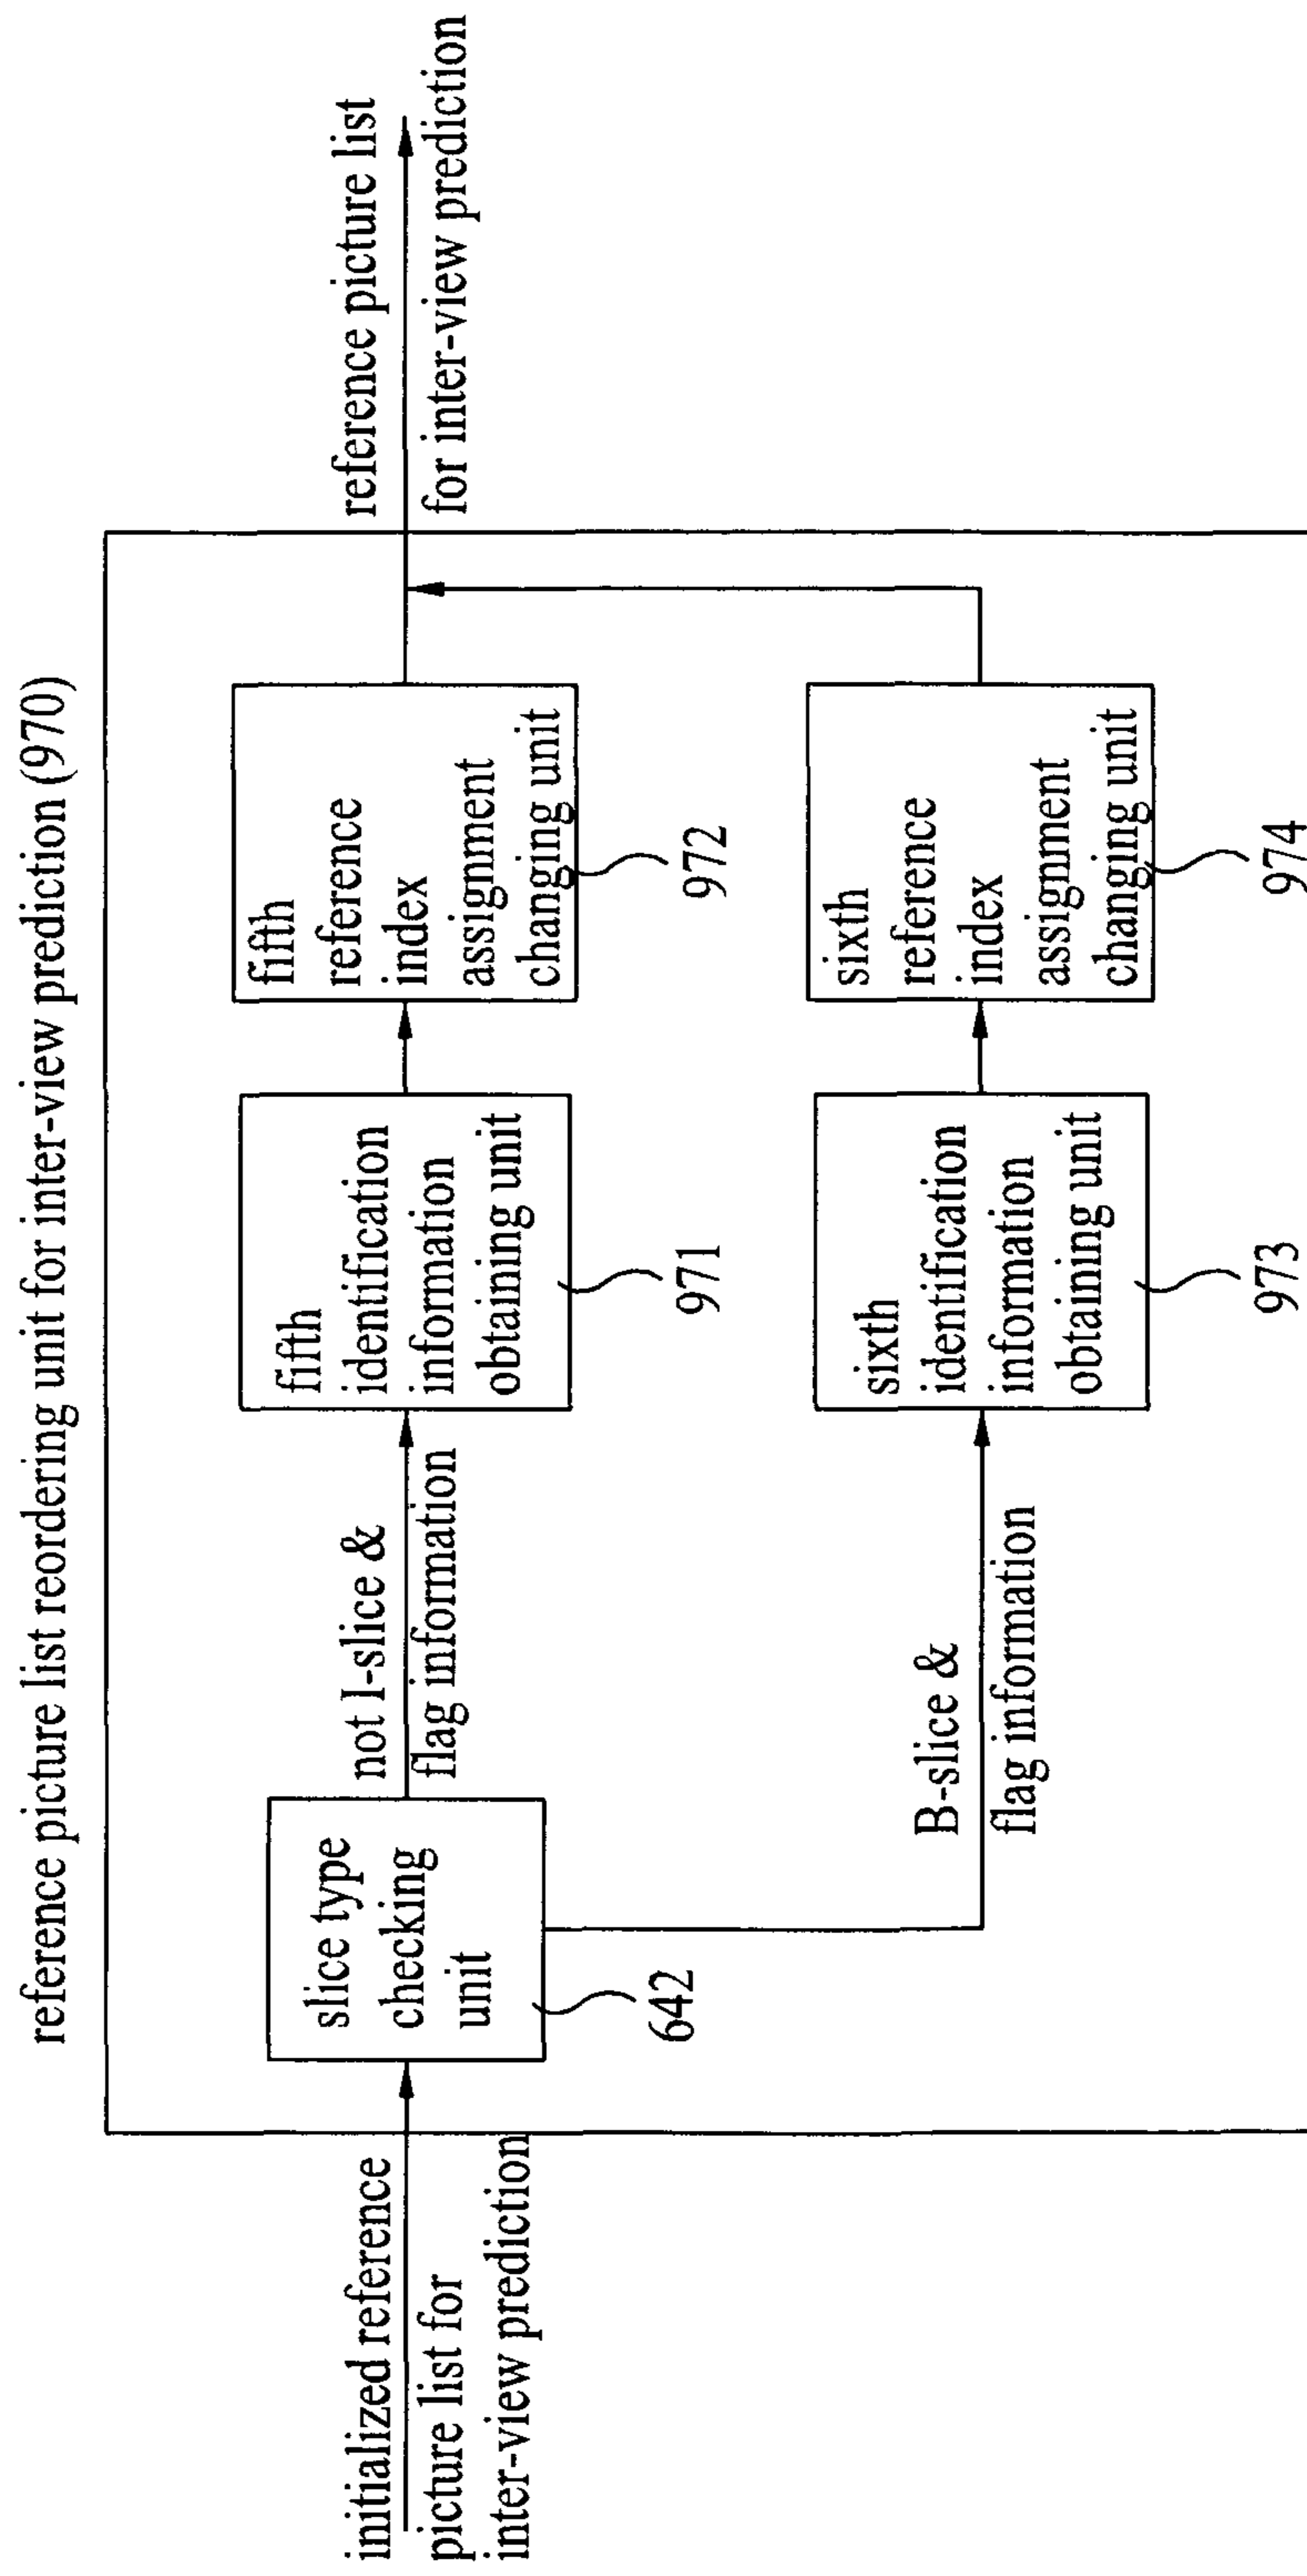 reference picture list reordering unit for inter-view prediction (970)
initialized reference
picture list for
inter-view prediction
slice type
checking
unit
642
not I-slice &
flag information
B-slice &
flag information
fifth
identification
information
obtaining unit
971
sixth
identification
information
obtaining unit
973
fifth
reference
index
assignment
changing unit
972
sixth
reference
index
assignment
changing unit
974
reference picture list
for inter-view prediction